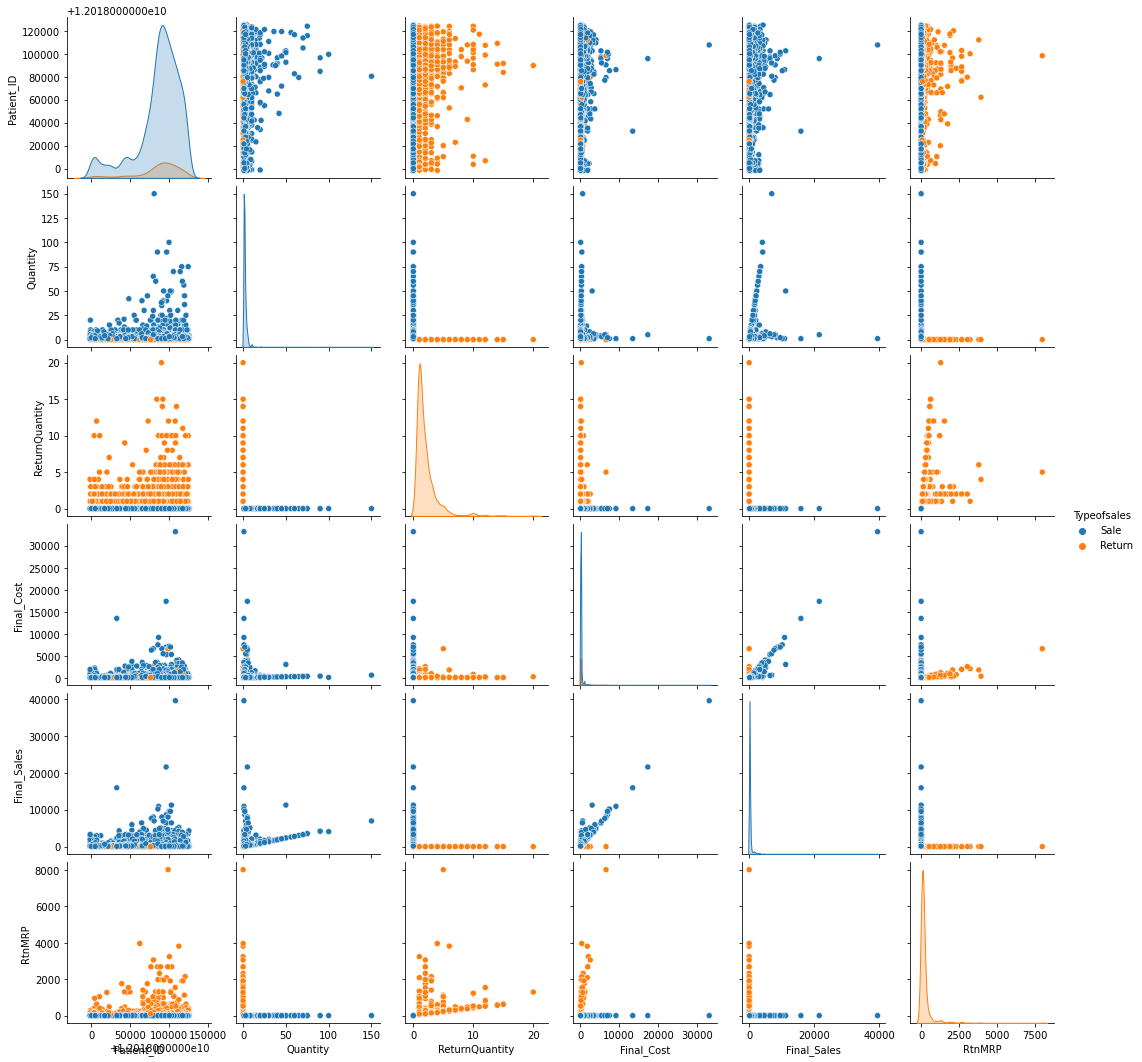 +1.2018000000e10
120000
100000
80000
60000
40000
20000
0
Patient_ID
150
125
100
75
50
25
0
Quantity
20
15
10
5
0
ReturnQuantity
Typeofsales
Sale
Return
30000
25000
20000
15000
10000
5000
0
Final_Cost
40000
30000
20000
10000
0
Final_Sales
8000
6000
4000
2000
0
RtnMRP
0 50000 100000 150000
+1.2018000000e10
Patient_ID
0 50 100 150
Quantity
0 10 20
ReturnQuantity
0 10000 20000 30000
Final_Cost
0 20000 40000
Final_Sales
0 2500 5000 7500
RtnMRP